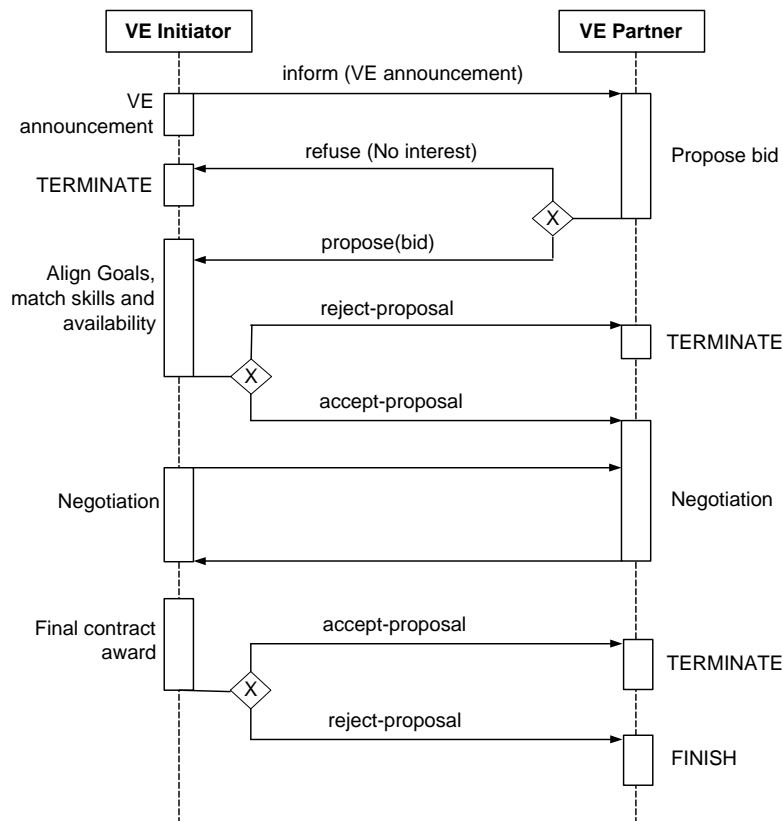 VE Initiator
VE Partner
inform (VE announcement)
VE
announcement
refuse (No interest)
Propose bid
TERMINATE
X
propose(bid)
Align Goals,
match skills and
availability
reject-proposal
TERMINATE
X
accept-proposal
Negotiation
Negotiation
Final contract
award
accept-proposal
TERMINATE
X
reject-proposal
FINISH